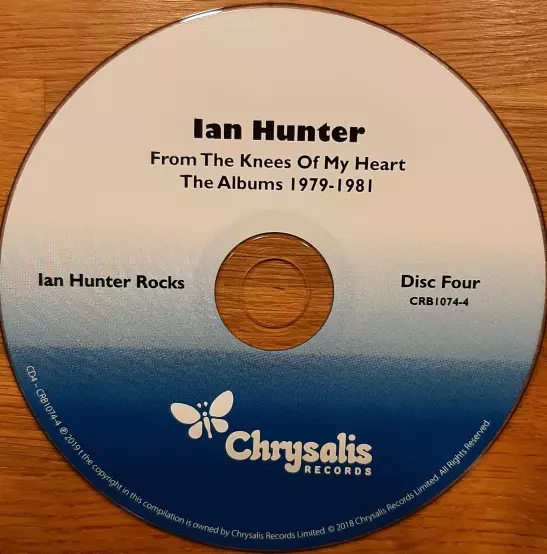 Ian Hunter
From The Knees Of My Heart
The Albums 1979-1981
Ian Hunter Rocks
Disc Four
CRB1074-4
Chrysalis
RECORDS
CD4 - CRB1074-4 ℗ 2019 t the copyright in this compilation is owned by Chrysalis Records Limited. © 2018 Chrysalis Records Limited. All Rights Reserved.